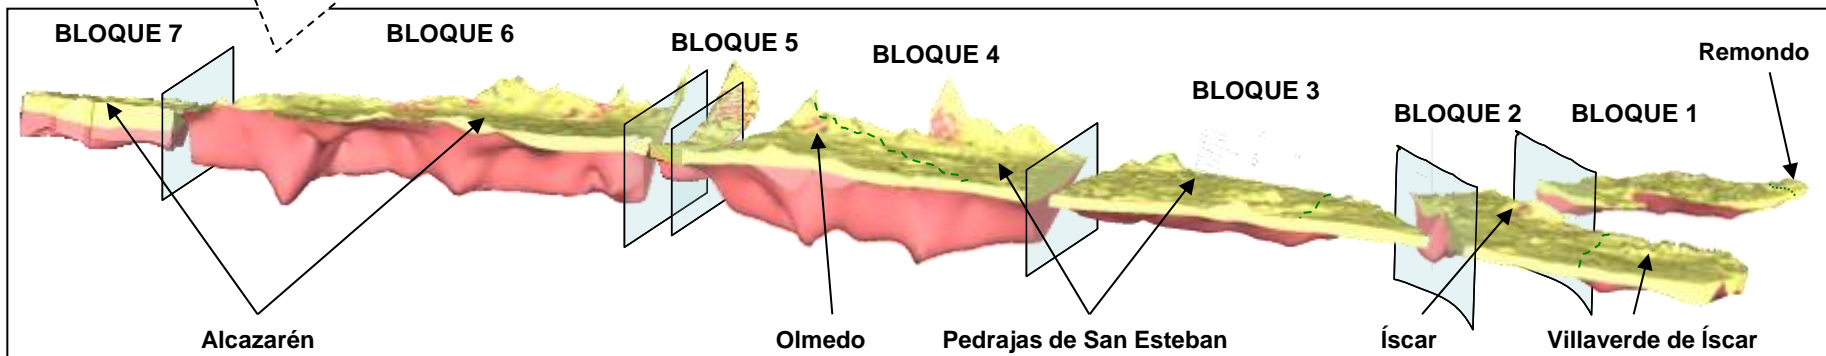 BLOQUE 7
BLOQUE 6
BLOQUE 5
BLOQUE 4
BLOQUE 3
BLOQUE 2
BLOQUE 1
Remondo
Alcazarén
Olmedo
Pedrajas de San Esteban
Íscar
Villaverde de Íscar